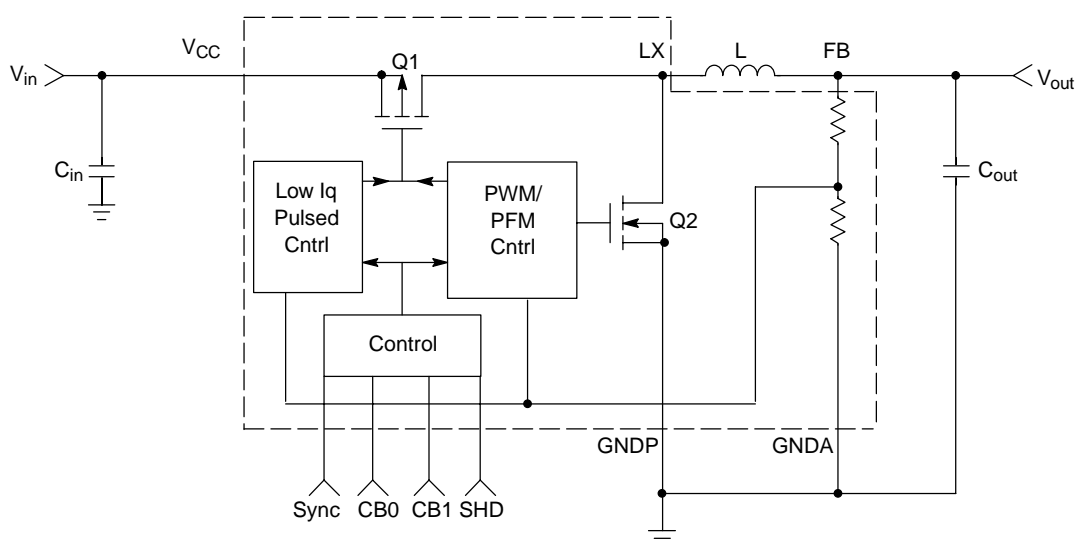 V_CC
LX
L
FB
V_in
Q1
V_out
C_in
Low Iq
Pulsed
Cntrl
PWM/
PFM
Cntrl
Q2
C_out
Control
GNDP
GNDA
Sync
CB0
CB1
SHD